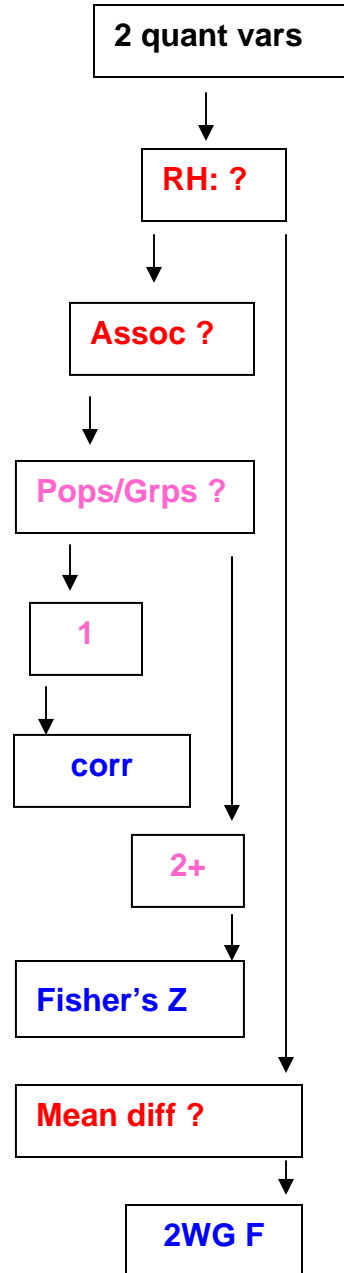 2 quant vars
RH: ?
Assoc ?
Pops/Grps ?
1
corr
2+
Fisher’s Z
Mean diff ?
2WG F